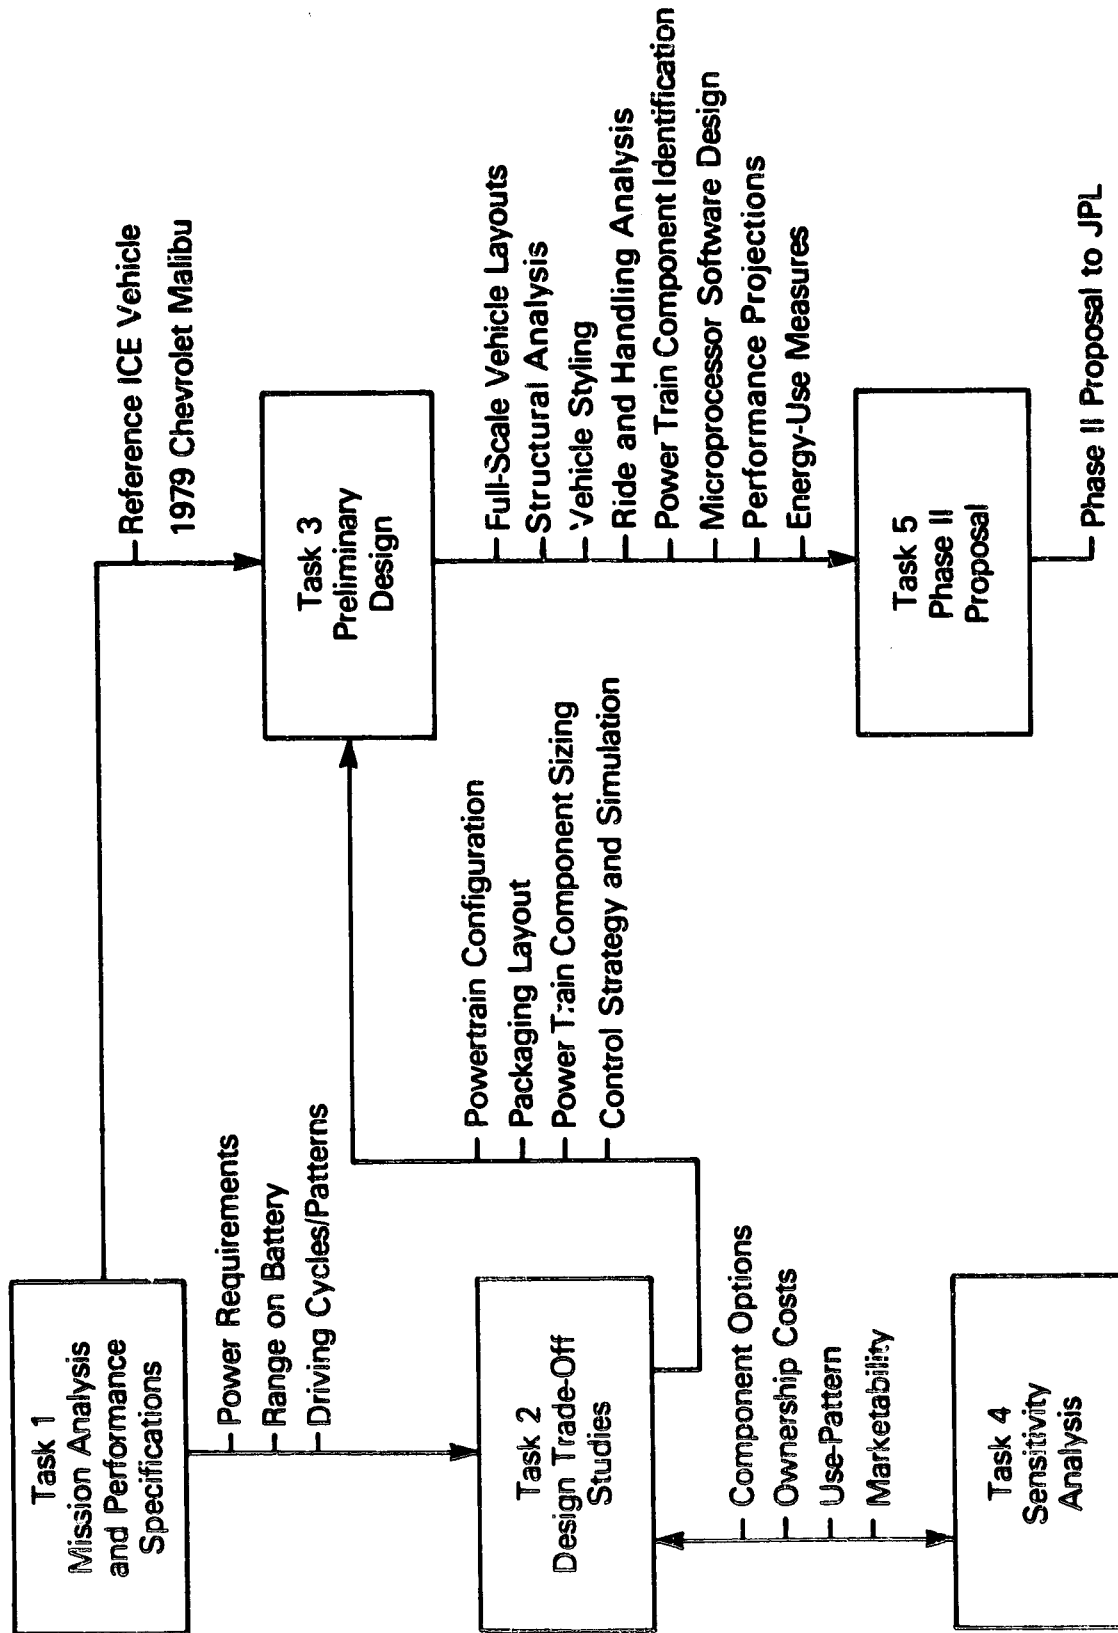 Task 1
Mission Analysis
and Performance
Specifications
Power Requirements
Range on Battery
Driving Cycles/Patterns
Task 2
Design Trade-Off
Studies
Component Options
Ownership Costs
Use-Pattern
Marketability
Task 4
Sensitivity
Analysis
Powertrain Configuration
Packaging Layout
Power Train Component Sizing
Control Strategy and Simulation
Reference ICE Vehicle
1979 Chevrolet Malibu
Task 3
Preliminary
Design
Full-Scale Vehicle Layouts
Structural Analysis
Vehicle Styling
Ride and Handling Analysis
Power Train Component Identification
Microprocessor Software Design
Performance Projections
Energy-Use Measures
Task 5
Phase II
Proposal
Phase II Proposal to JPL